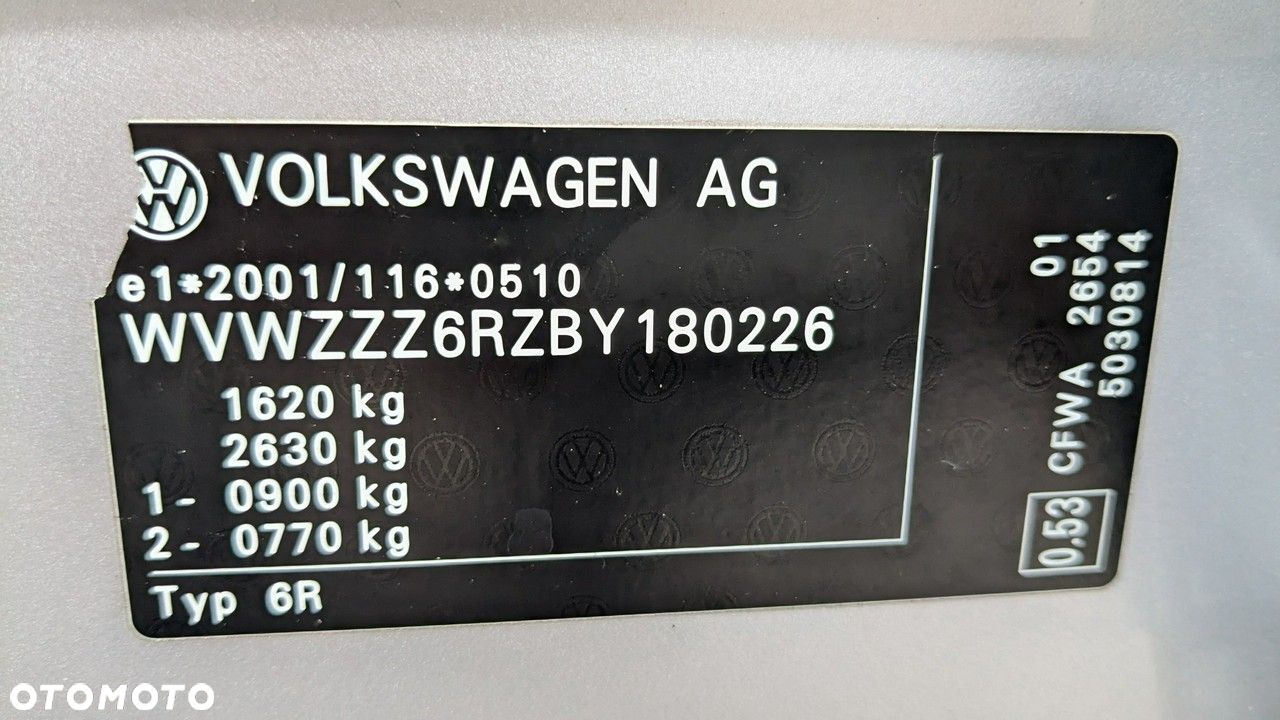 VOLKSWAGEN AG
e1*2001/116*0510
WVWZZZ6RZBY180226
1620 kg
2630 kg
1- 0900 kg
2- 0770 kg
Typ 6R
0.53 CFWA 2654 01
50308814
OTOMOTO